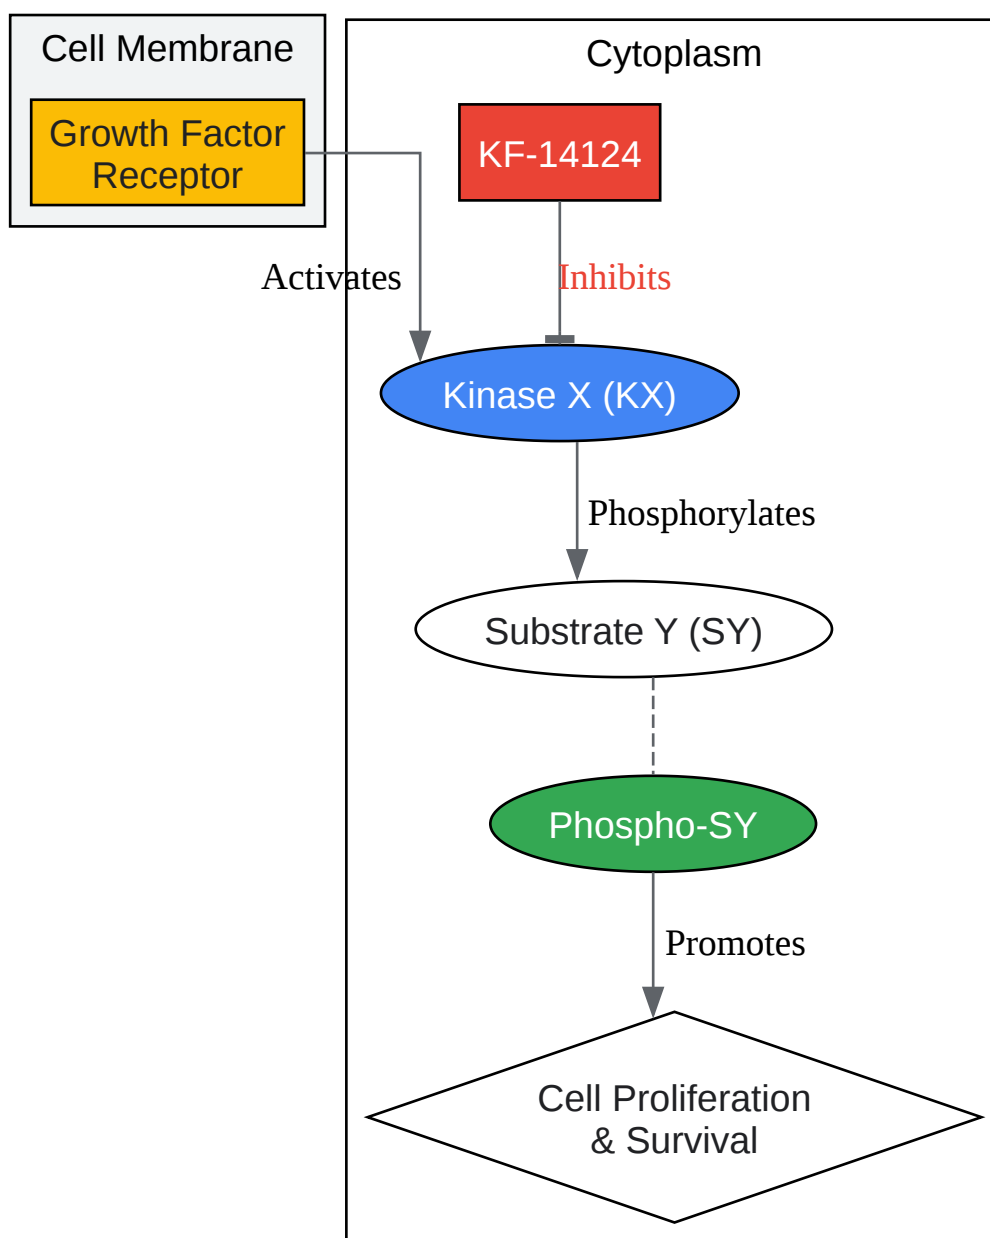 Cell Membrane
Growth Factor
Receptor
Cytoplasm
KF-14124
Activates
Inhibits
Kinase X (KX)
Phosphorylates
Substrate Y (SY)
Phospho-SY
Promotes
Cell Proliferation
& Survival